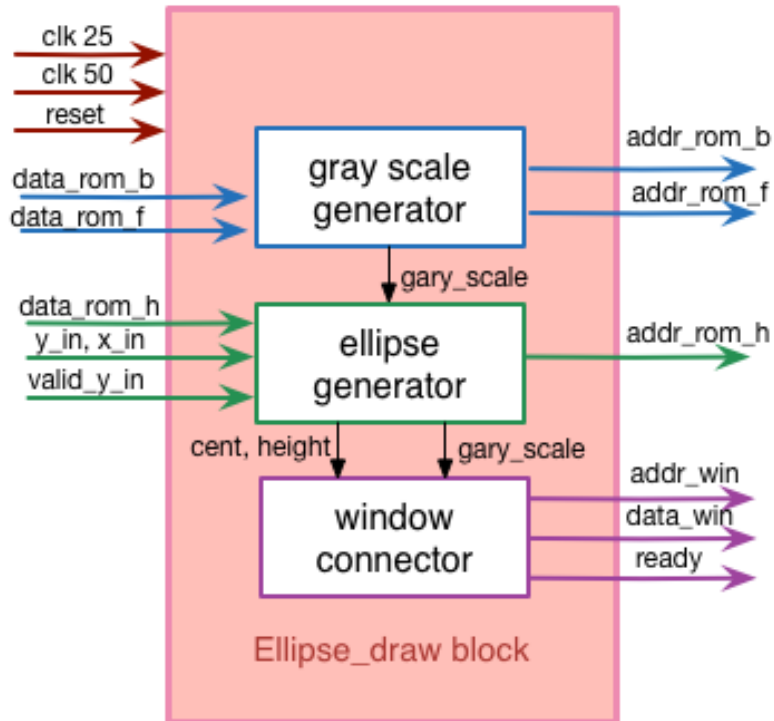 clk 25
clk 50
reset
data_rom_b
data_rom_f
gray scale
generator
addr_rom_b
addr_rom_f
gary_scale
data_rom_h
y_in, x_in
valid_y_in
ellipse
generator
addr_rom_h
cent, height
gary_scale
window
connector
addr_win
data_win
ready
Ellipse_draw block